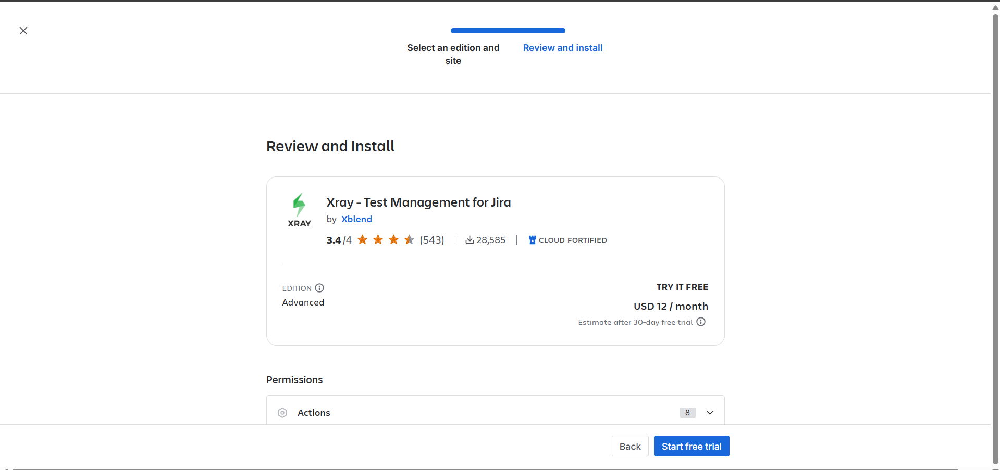 Select an edition and
site
Review and install
Review and Install
XRAY
Xray - Test Management for Jira
by Xblend
3.4/4 (543) 28,585 CLOUD FORTIFIED
EDITION
Advanced
TRY IT FREE
USD 12 / month
Estimate after 30-day free trial
Permissions
Actions 8
Back Start free trial